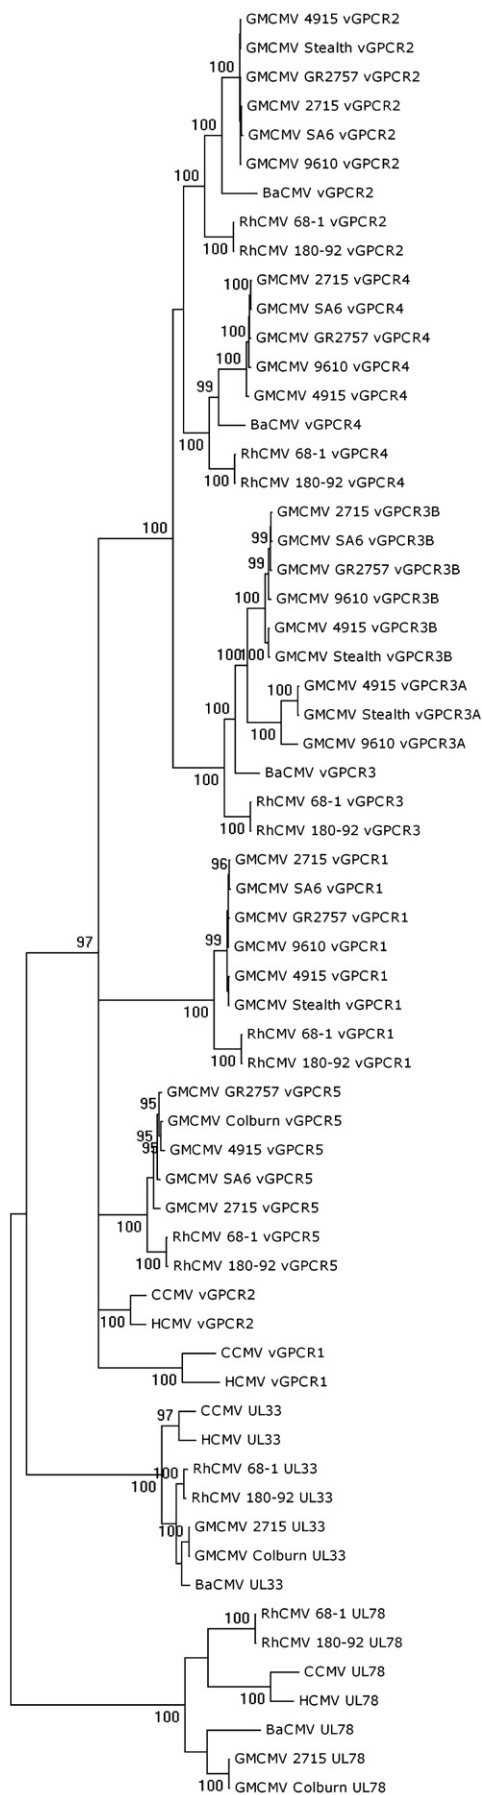 GMCMV 4915 vGPCR2
GMCMV Stealth vGPCR2
100
GMCMV GR2757 vGPCR2
GMCMV 2715 vGPCR2
100
GMCMV SA6 vGPCR2
GMCMV 9610 vGPCR2
100
BaCMV vGPCR2
RhCMV 68-1 vGPCR2
100
RhCMV 180-92 vGPCR2
100
GMCMV 2715 vGPCR4
GMCMV SA6 vGPCR4
100
GMCMV GR2757 vGPCR4
100
GMCMV 9610 vGPCR4
99
GMCMV 4915 vGPCR4
BaCMV vGPCR4
100
RhCMV 68-1 vGPCR4
100
RhCMV 180-92 vGPCR4
GMCMV 2715 vGPCR3B
100
99
GMCMV SA6 vGPCR3B
99
GMCMV GR2757 vGPCR3B
100
GMCMV 9610 vGPCR3B
GMCMV 4915 vGPCR3B
100
100
GMCMV Stealth vGPCR3B
100
GMCMV 4915 vGPCR3A
100
GMCMV Stealth vGPCR3A
100
GMCMV 9610 vGPCR3A
BaCMV vGPCR3
100
RhCMV 68-1 vGPCR3
100
RhCMV 180-92 vGPCR3
96
GMCMV 2715 vGPCR1
GMCMV SA6 vGPCR1
GMCMV GR2757 vGPCR1
97
99
GMCMV 9610 vGPCR1
GMCMV 4915 vGPCR1
100
GMCMV Stealth vGPCR1
RhCMV 68-1 vGPCR1
100
RhCMV 180-92 vGPCR1
GMCMV GR2757 vGPCR5
95
GMCMV Colburn vGPCR5
95
95
GMCMV 4915 vGPCR5
GMCMV SA6 vGPCR5
GMCMV 2715 vGPCR5
100
RhCMV 68-1 vGPCR5
100
RhCMV 180-92 vGPCR5
CCMV vGPCR2
100
HCMV vGPCR2
CCMV vGPCR1
100
HCMV vGPCR1
97
CCMV UL33
HCMV UL33
100
RhCMV 68-1 UL33
100
RhCMV 180-92 UL33
100
GMCMV 2715 UL33
GMCMV Colburn UL33
BaCMV UL33
100
RhCMV 68-1 UL78
RhCMV 180-92 UL78
CCMV UL78
100
HCMV UL78
100
BaCMV UL78
GMCMV 2715 UL78
100
GMCMV Colburn UL78